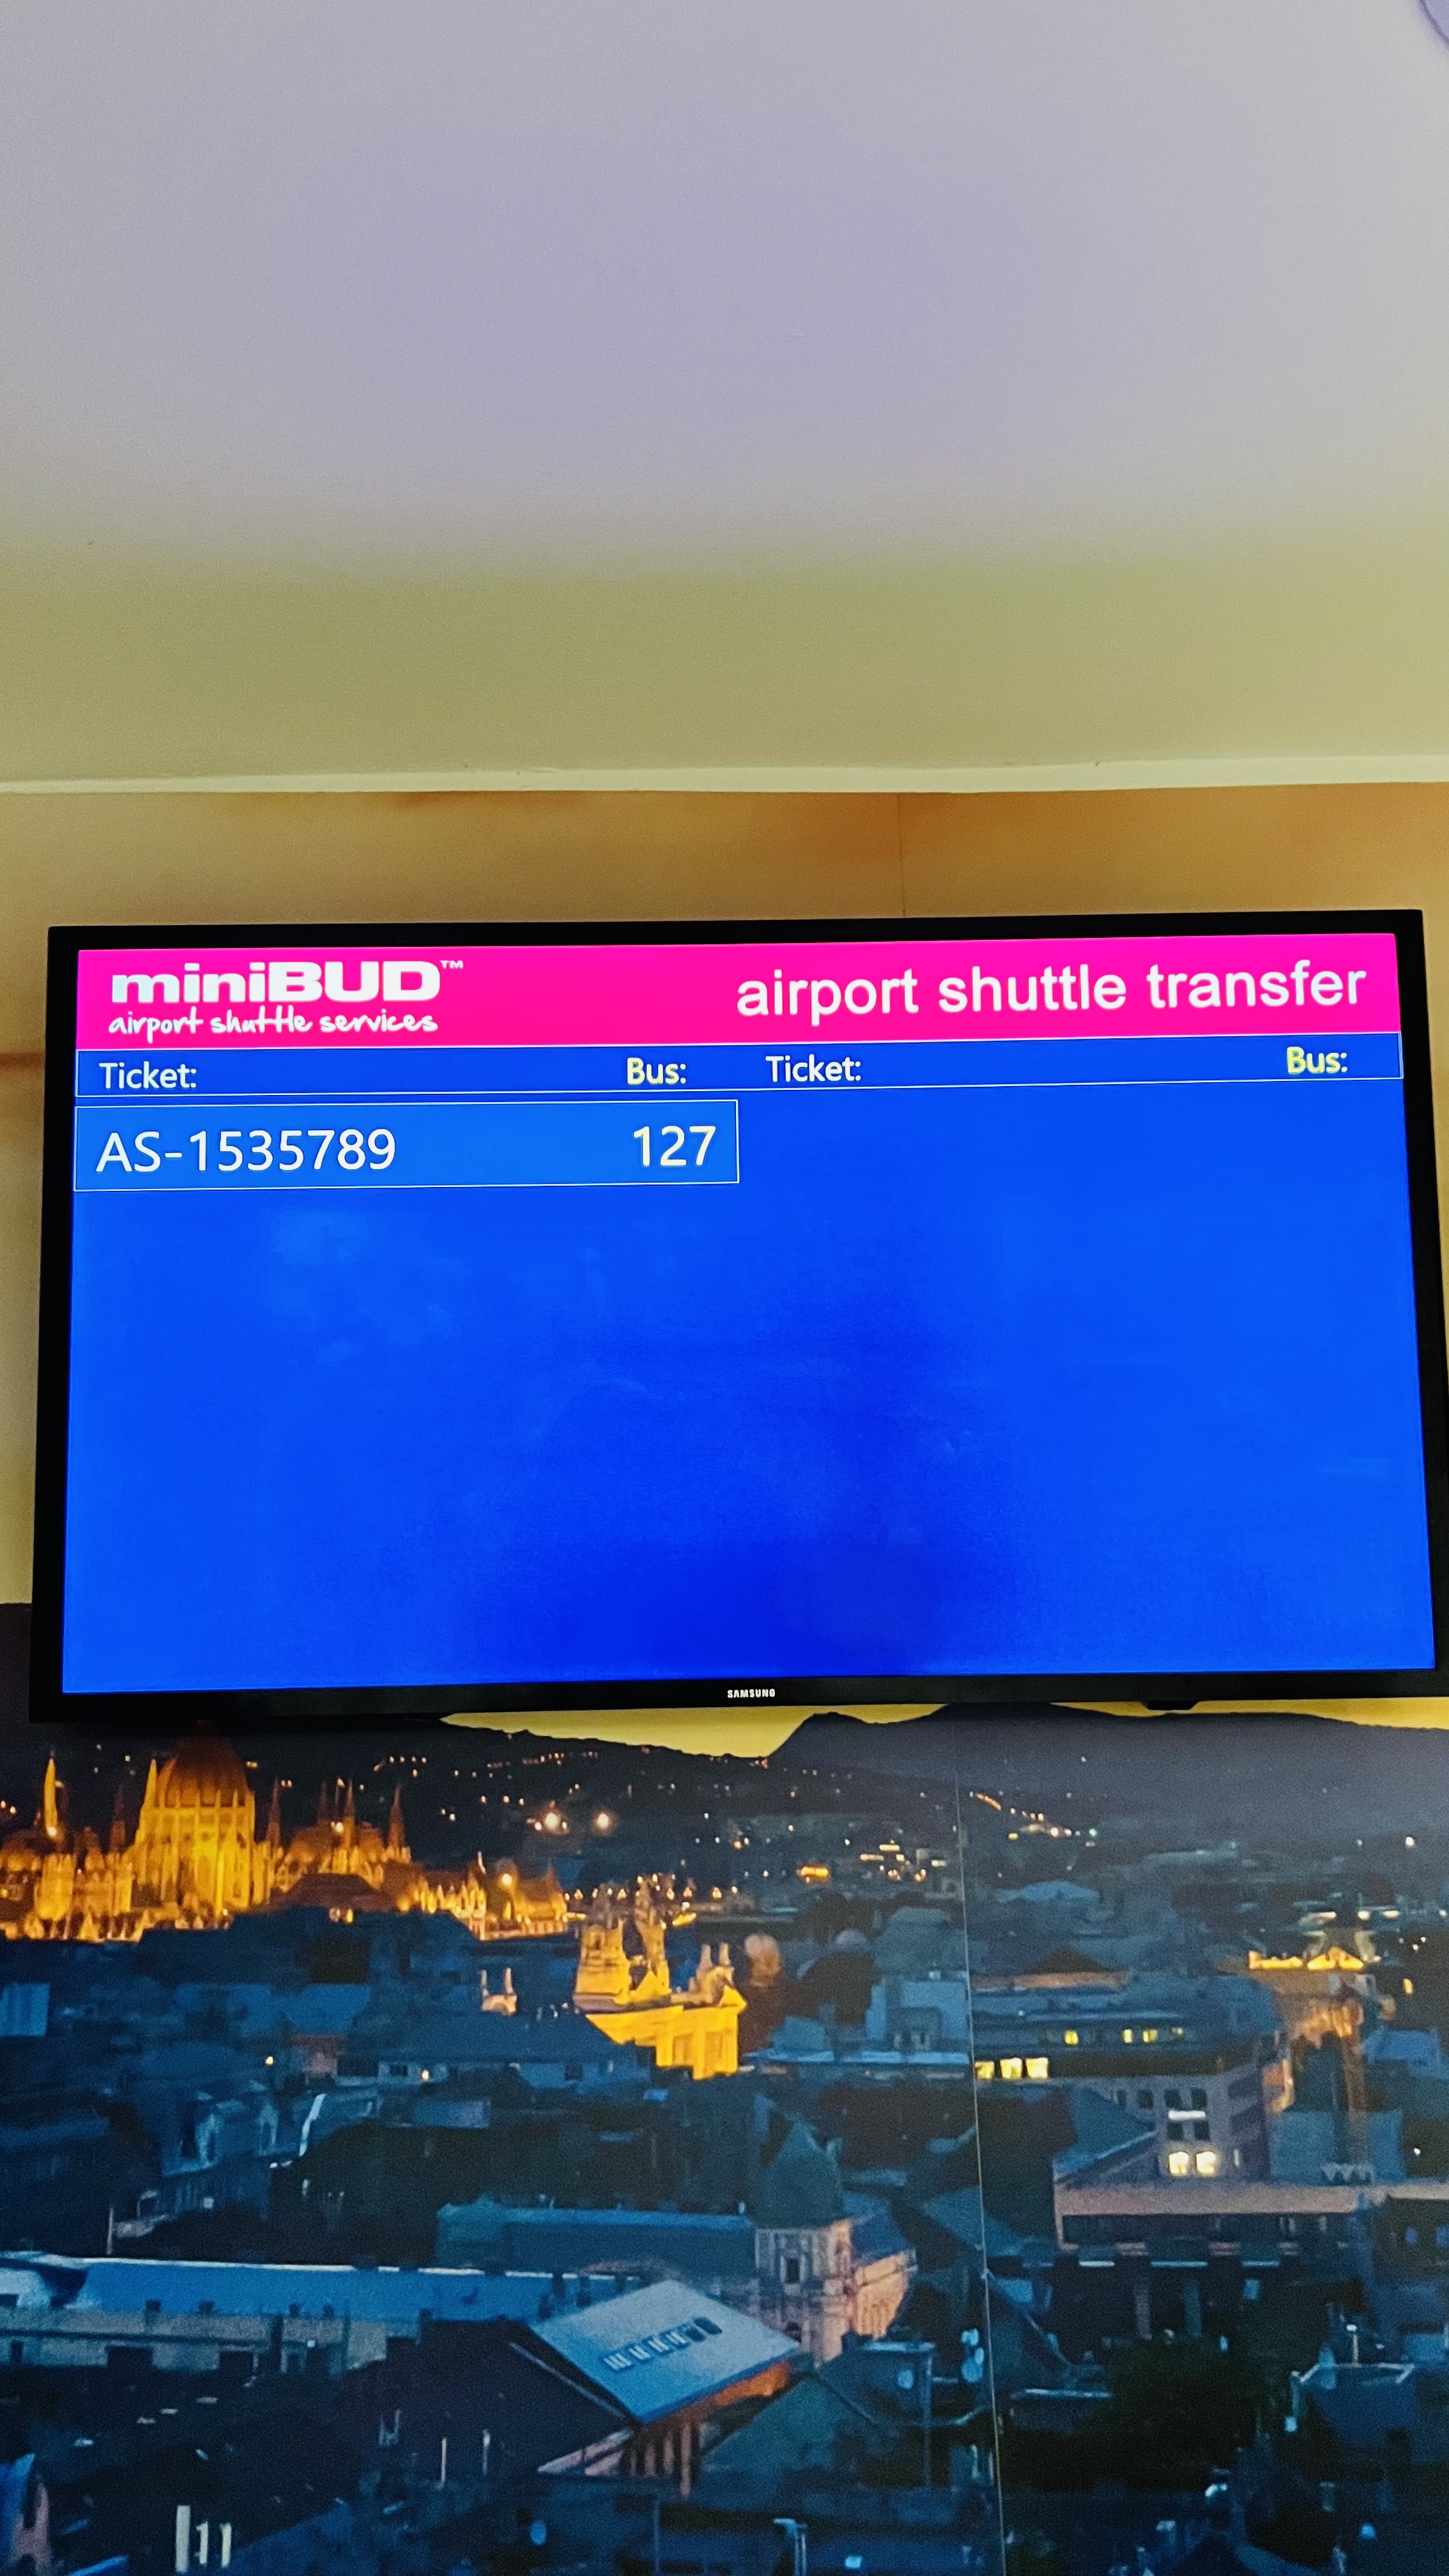 miniBUD™
airport shuttle services
airport shuttle transfer
Ticket: Bus: Ticket: Bus:
AS-1535789 127
SAMSUNG